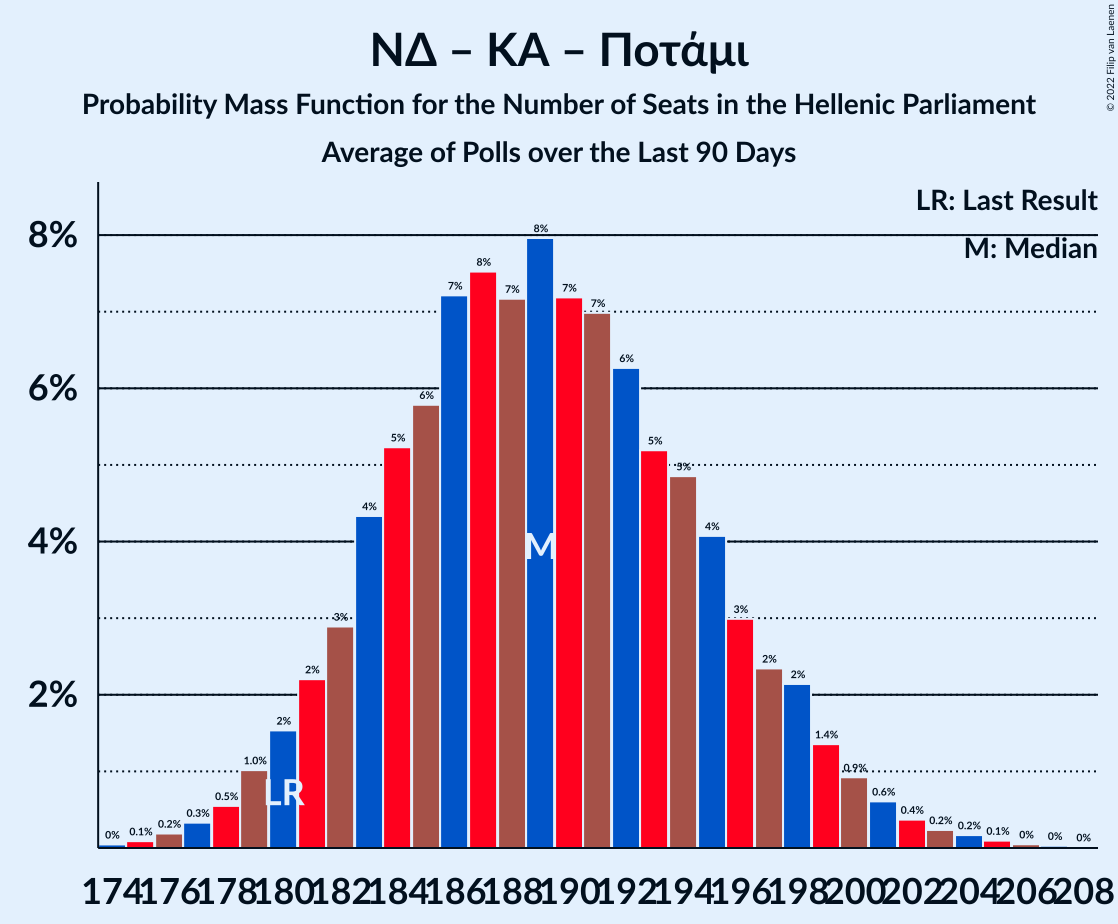 ΝΔ – ΚΑ – Ποτάμι
Probability Mass Function for the Number of Seats in the Hellenic Parliament
Average of Polls over the Last 90 Days
© 2022 Filip van Laenen
LR: Last Result
M: Median
8%
6%
4%
2%
0% 0.1% 0.2% 0.3% 0.5% 1.0% 2% 2% 3% 4% 5% 6% 7% 8% 7% 8% 7% 7% 6% 5% 5% 4% 3% 2% 2% 1.4% 0.9% 0.6% 0.4% 0.2% 0.2% 0.1% 0% 0% 0%
M
LR
174 176 178 180 182 184 186 188 190 192 194 196 198 200 202 204 206 208